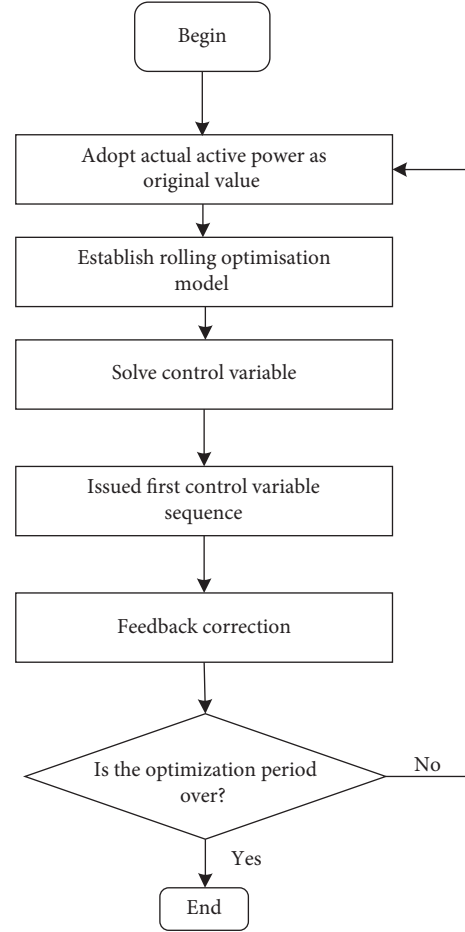 Begin
Adopt actual active power as
original value
Establish rolling optimisation
model
Solve control variable
Issued first control variable
sequence
Feedback correction
Is the optimization period
over?
No
Yes
End